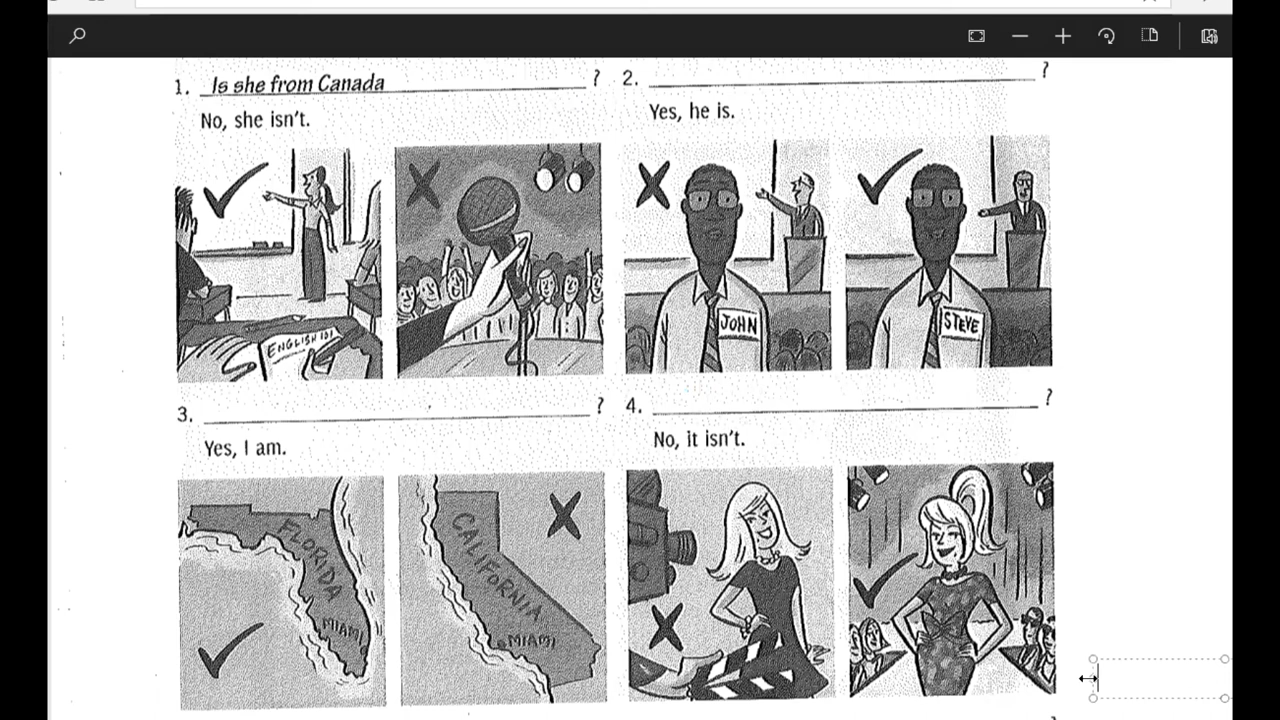 1. Is she from Canada ?
No, she isn't.
ENGLISH 101
2. ?
Yes, he is.
JOHN
STEVE
3. ?
Yes, I am.
FLORIDA
MIAMI
CALIFORNIA
MIAMI
4. ?
No, it isn't.